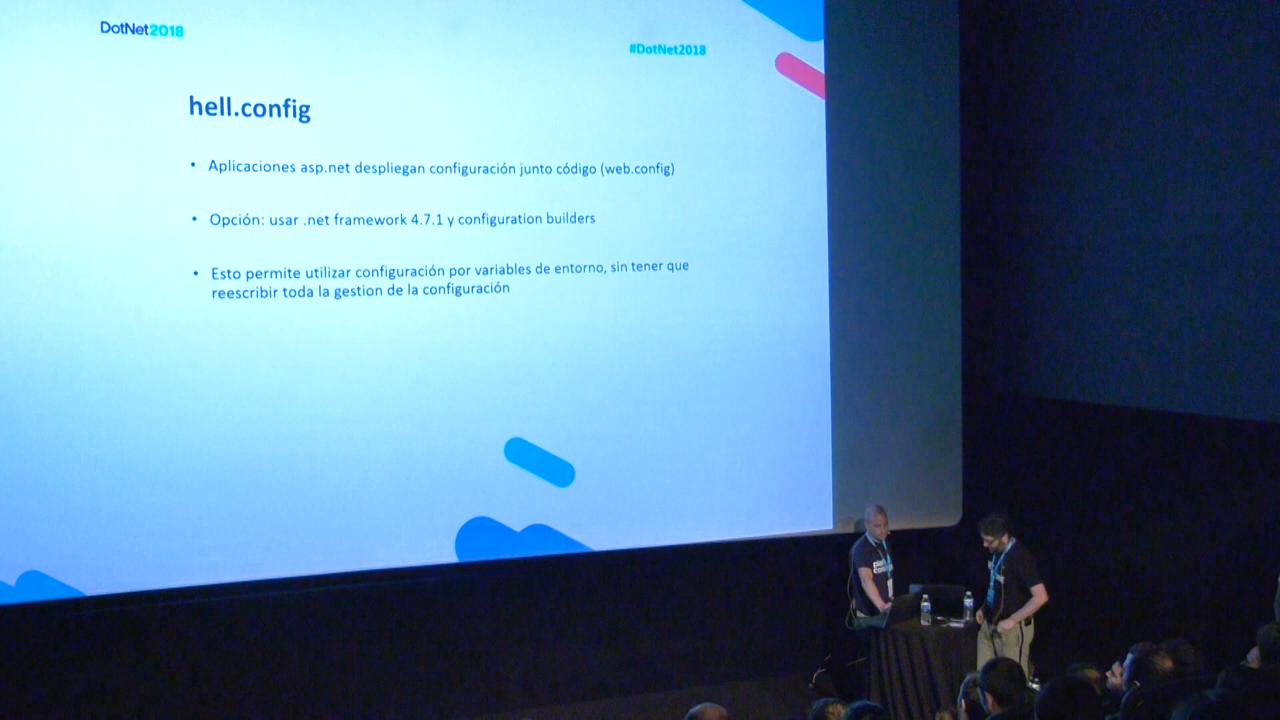 DotNet2018
#DotNet2018
hell.config
• Aplicaciones asp.net despliegan configuración junto código (web.config)
• Opción: usar .net framework 4.7.1 y configuration builders
• Esto permite utilizar configuración por variables de entorno, sin tener que
reescribir toda la gestion de la configuración